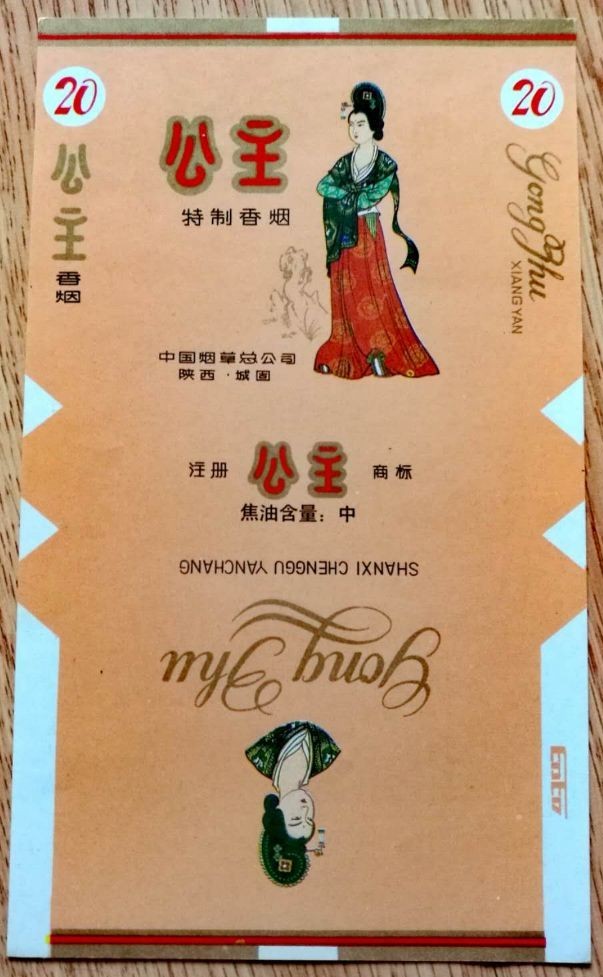 20
公主
香烟
公主
特制香烟
中国烟草总公司
陕西·城固
20
Gong Zhu
XIANGYAN
注册 公主 商标
焦油含量：中
SHANXI CHENGGU YANCHANG
Gong Zhu